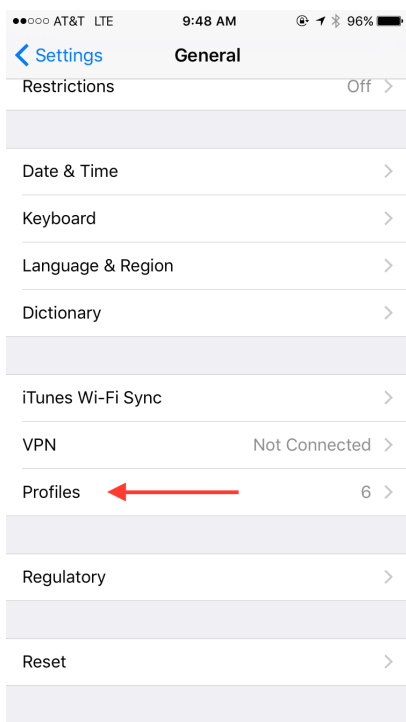 AT&T LTE 9:48 AM 96%
Settings General
Restrictions Off
Date & Time
Keyboard
Language & Region
Dictionary
iTunes Wi-Fi Sync
VPN Not Connected
Profiles 6
Regulatory
Reset